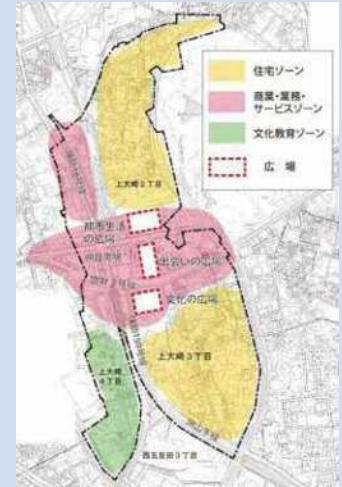 住宅ゾーン
商業・業務・
サービスゾーン
文化教育ゾーン
広 場
上大崎2丁目
都市生活
の広場
出会いの広場
文化の広場
上大崎3丁目
上大崎
4丁目
西五反田3丁目